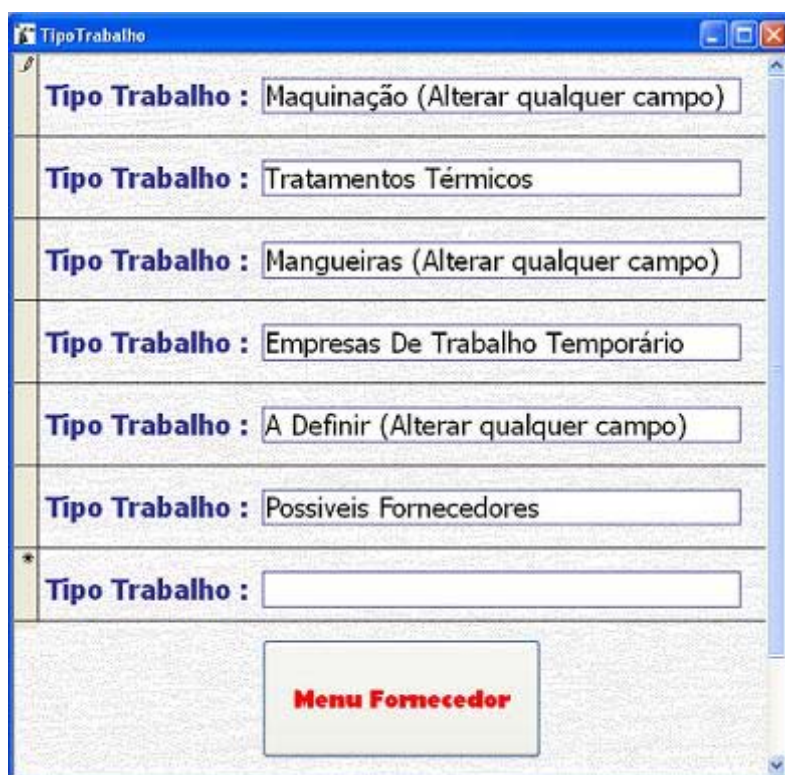 TipoTrabalho
Tipo Trabalho : Maquinação (Alterar qualquer campo)
Tipo Trabalho : Tratamentos Térmicos
Tipo Trabalho : Mangueiras (Alterar qualquer campo)
Tipo Trabalho : Empresas De Trabalho Temporário
Tipo Trabalho : A Definir (Alterar qualquer campo)
Tipo Trabalho : Possiveis Fornecedores
Tipo Trabalho :
Menu Fornecedor